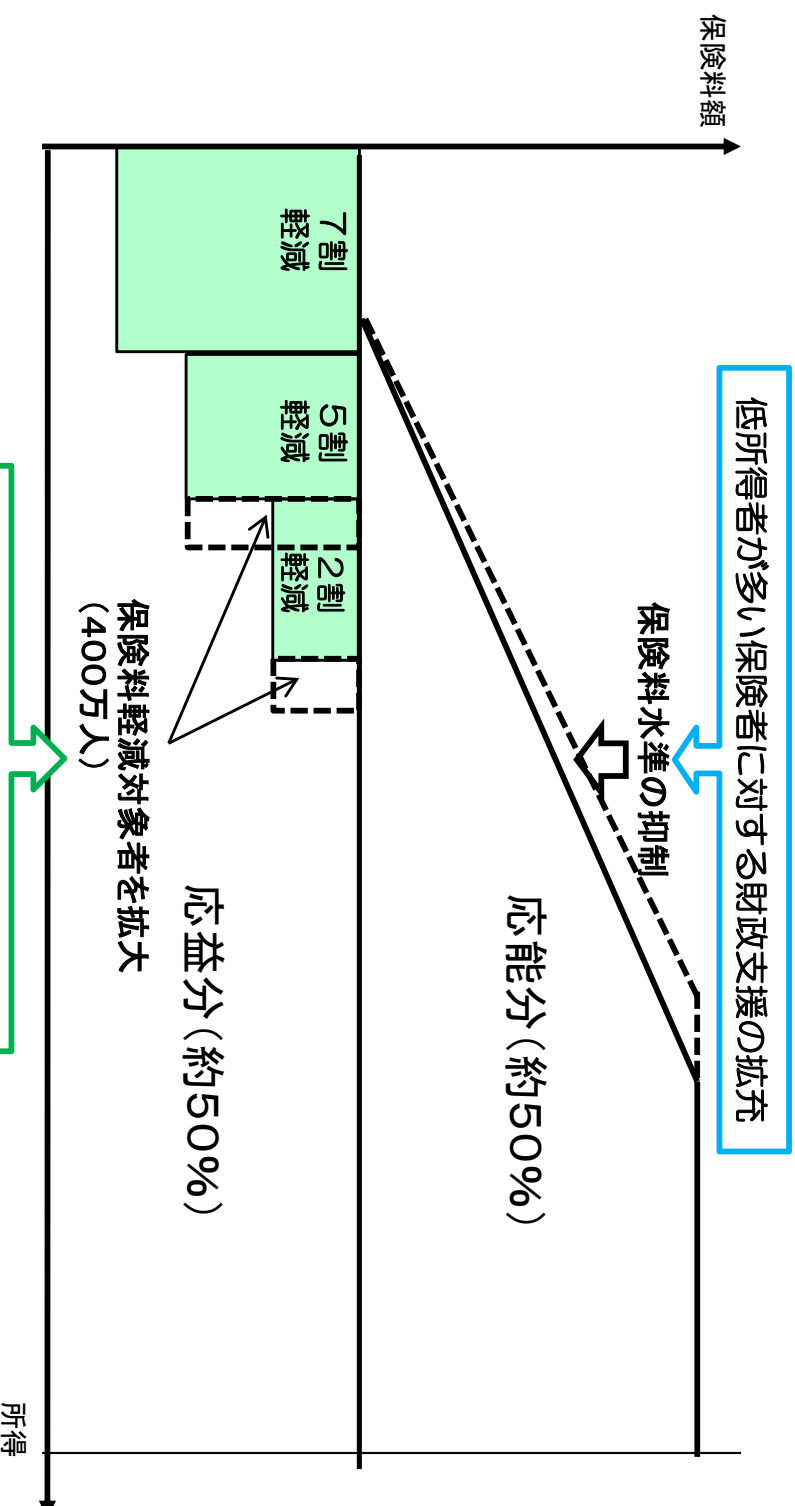 保険料額
低所得者が多い保険者に対する財政支援の拡充
保険料水準の抑制
応能分（約50%）
7割
軽減
5割
軽減
2割
軽減
応益分（約50%）
保険料軽減対象者を拡大
（400万人）
所得